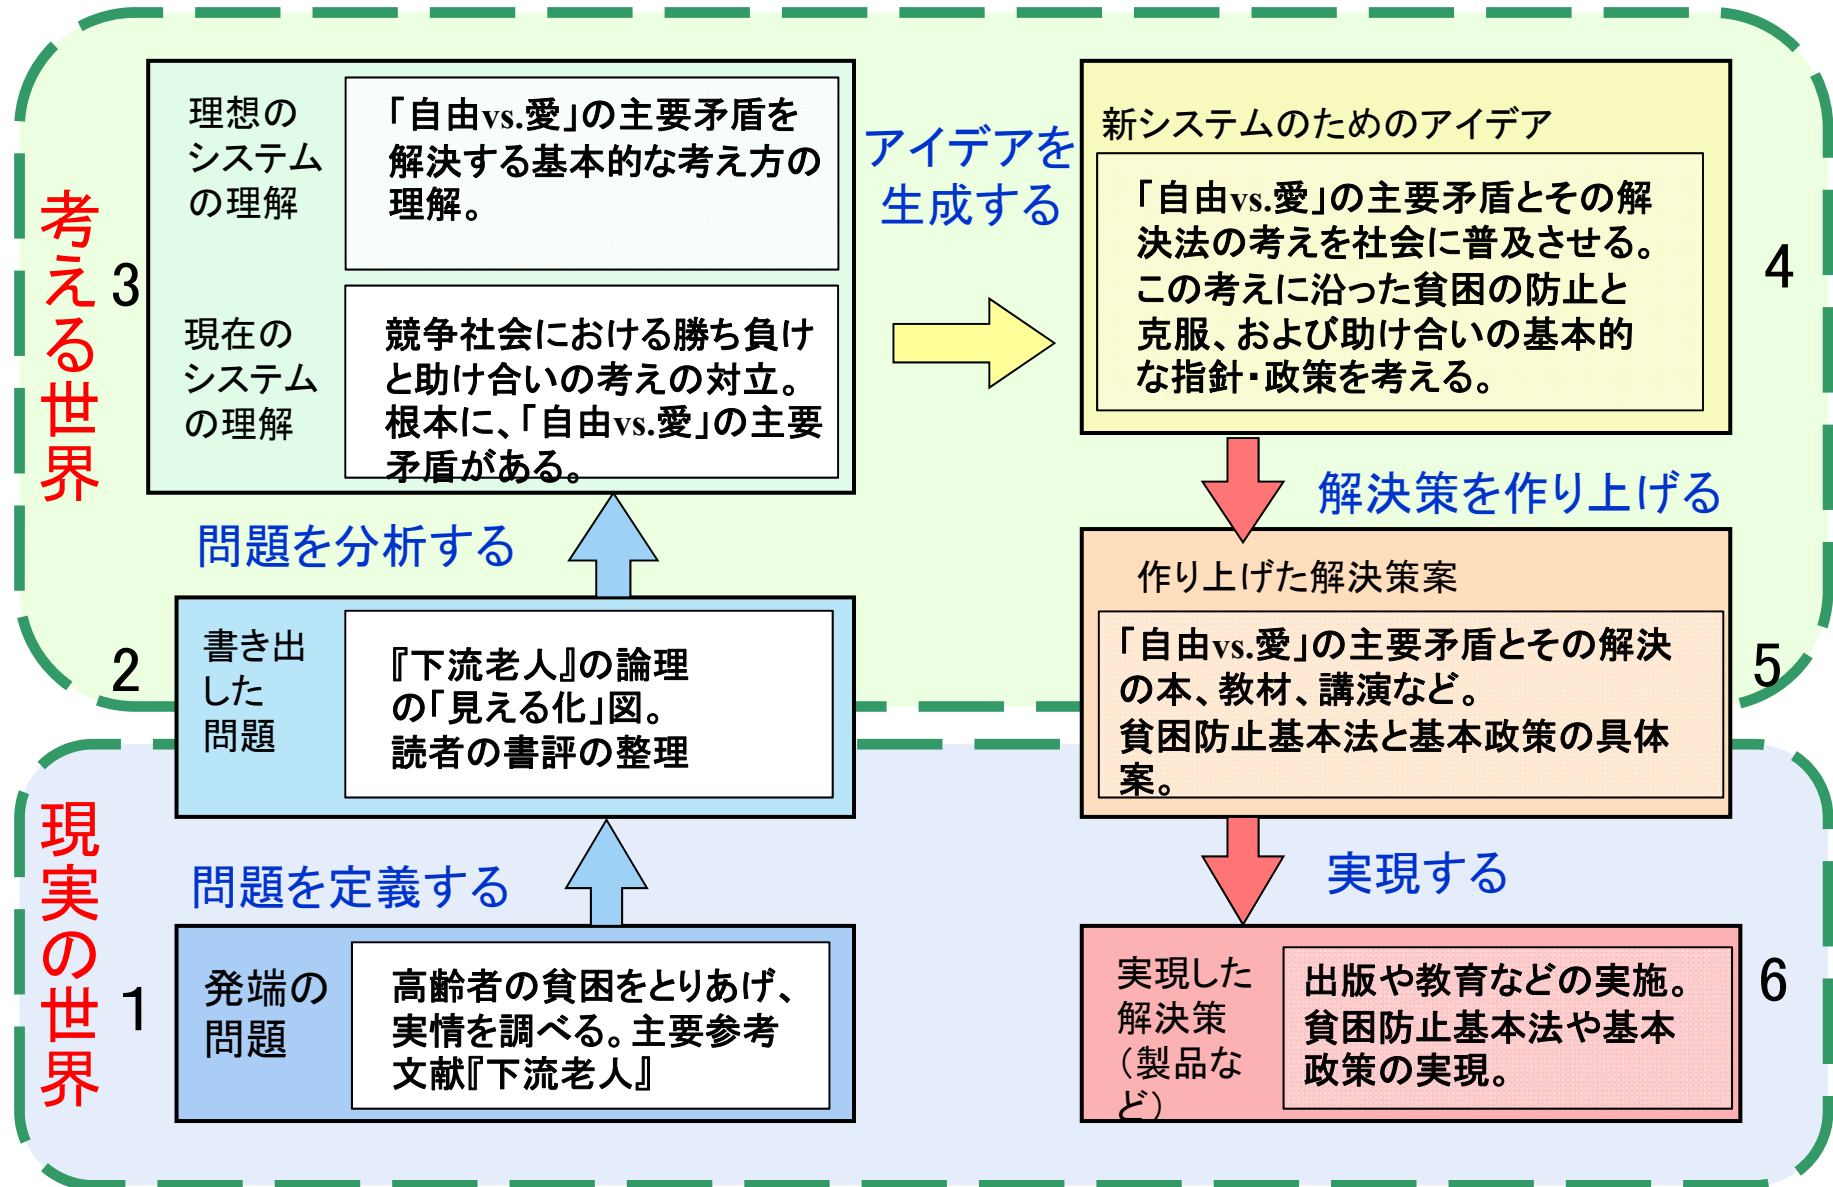 考える世界
3
理想の
システム
の理解
「自由vs.愛」の主要矛盾を
解決する基本的な考え方の
理解。
現在の
システム
の理解
競争社会における勝ち負け
と助け合いの考えの対立。
根本に、「自由vs.愛」の主要
矛盾がある。
アイデアを
生成する
新システムのためのアイデア
「自由vs.愛」の主要矛盾とその解
決法の考えを社会に普及させる。
この考えに沿った貧困の防止と
克服、および助け合いの基本的
な指針・政策を考える。
4
問題を分析する
解決策を作り上げる
2
書き出
した
問題
『下流老人』の論理
の「見える化」図。
読者の書評の整理
作り上げた解決策案
「自由vs.愛」の主要矛盾とその解決
の本、教材、講演など。
貧困防止基本法と基本政策の具体
案。
5
現実の世界
問題を定義する
実現する
1
発端の
問題
高齢者の貧困をとりあげ、
実情を調べる。主要参考
文献『下流老人』
実現した
解決策
（製品な
ど）
出版や教育などの実施。
貧困防止基本法や基本
政策の実現。
6